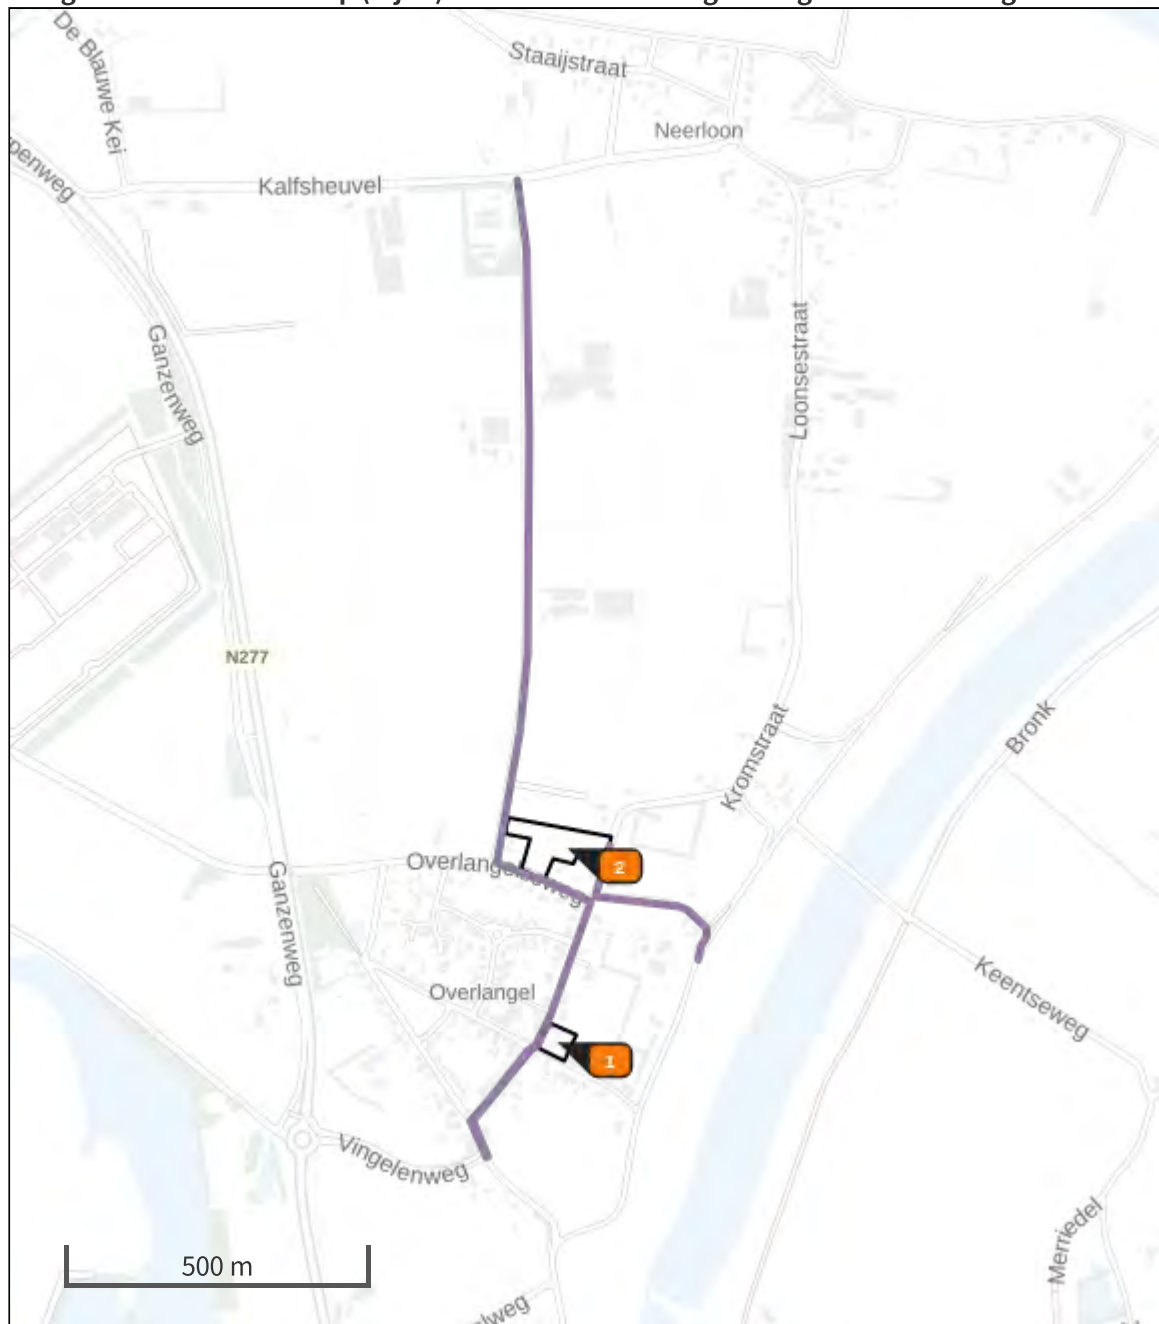 De Blauwe Kei
Staaijstraat
Neerloon
Kalfsheuvel
Ganzenweg
Loonsestraat
N277
Bronk
Kromstraat
Overlangelseweg
2
Ganzenweg
Keentseweg
Overlangel
1
Vingelenweg
Merriedel
500 m